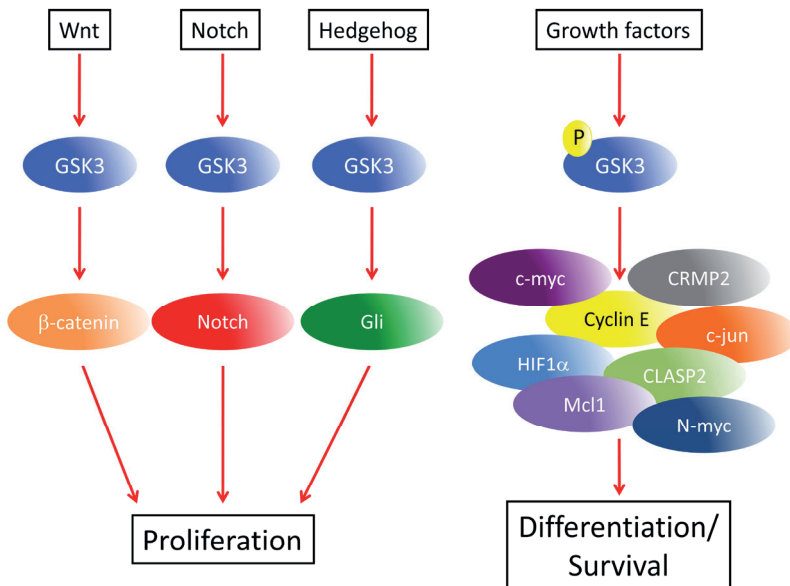 Wnt
Notch
Hedgehog
Growth factors
GSK3
GSK3
GSK3
P
GSK3
β-catenin
Notch
Gli
c-myc
CRMP2
Cyclin E
c-jun
HIF1α
CLASP2
Mcl1
N-myc
Proliferation
Differentiation/
Survival